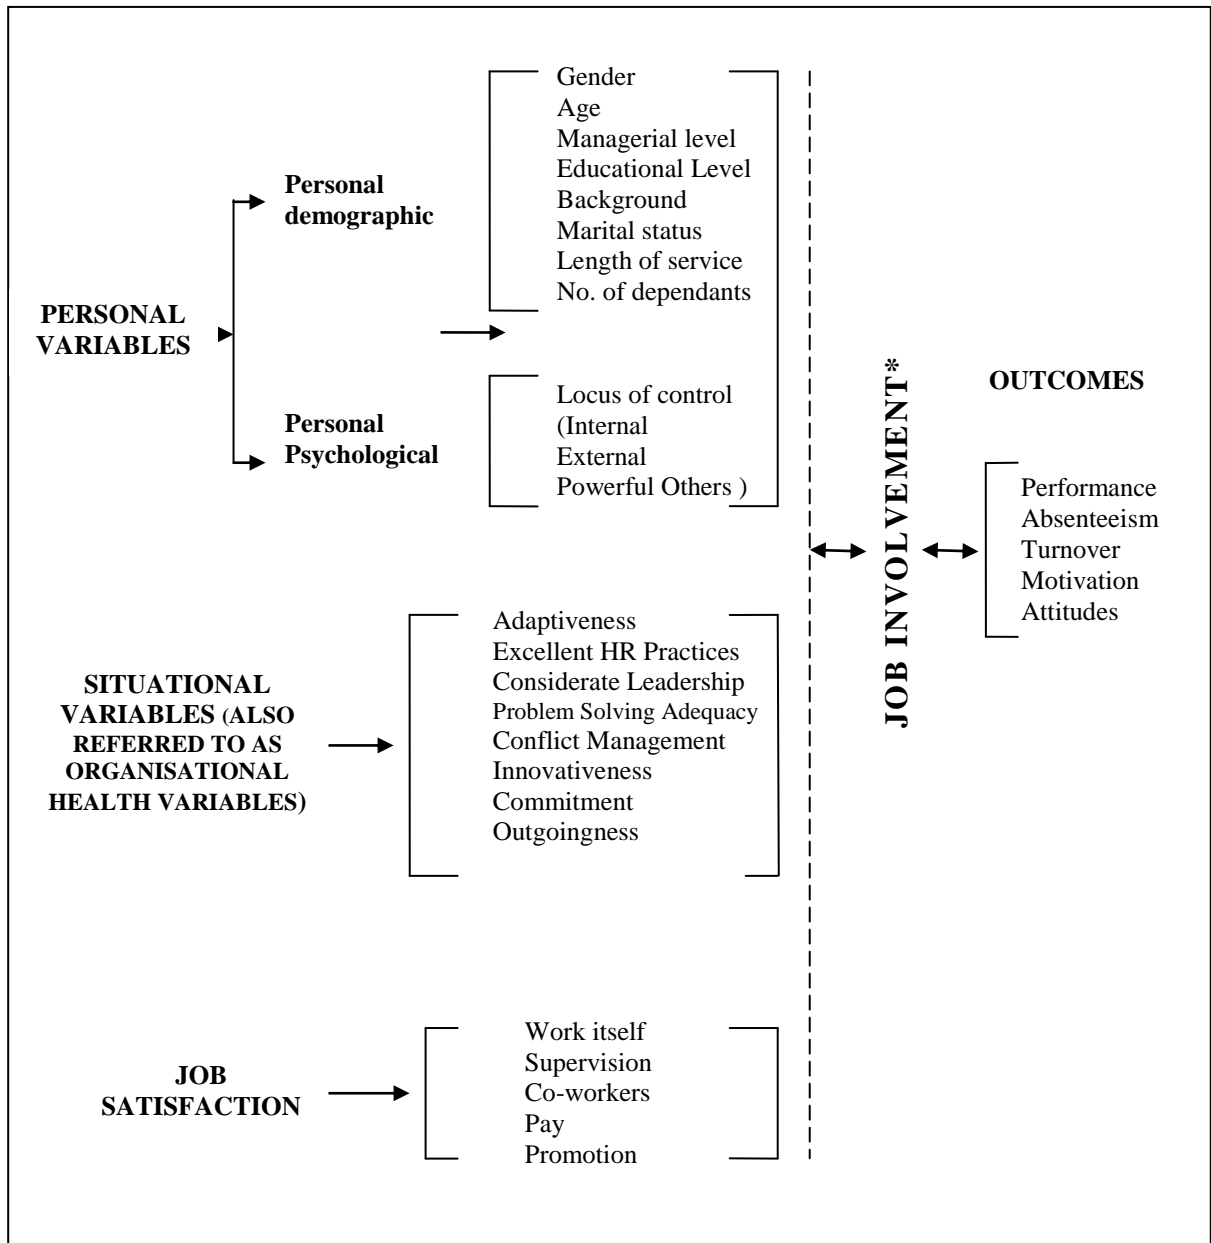 PERSONAL
VARIABLES
Personal
demographic
Gender
Age
Managerial level
Educational Level
Background
Marital status
Length of service
No. of dependants
Personal
Psychological
Locus of control
(Internal
External
Powerful Others )
SITUATIONAL
VARIABLES (ALSO
REFERRED TO AS
ORGANISATIONAL
HEALTH VARIABLES)
Adaptiveness
Excellent HR Practices
Considerate Leadership
Problem Solving Adequacy
Conflict Management
Innovativeness
Commitment
Outgoingness
JOB
SATISFACTION
Work itself
Supervision
Co-workers
Pay
Promotion
JOB INVOLVEMENT*
OUTCOMES
Performance
Absenteeism
Turnover
Motivation
Attitudes